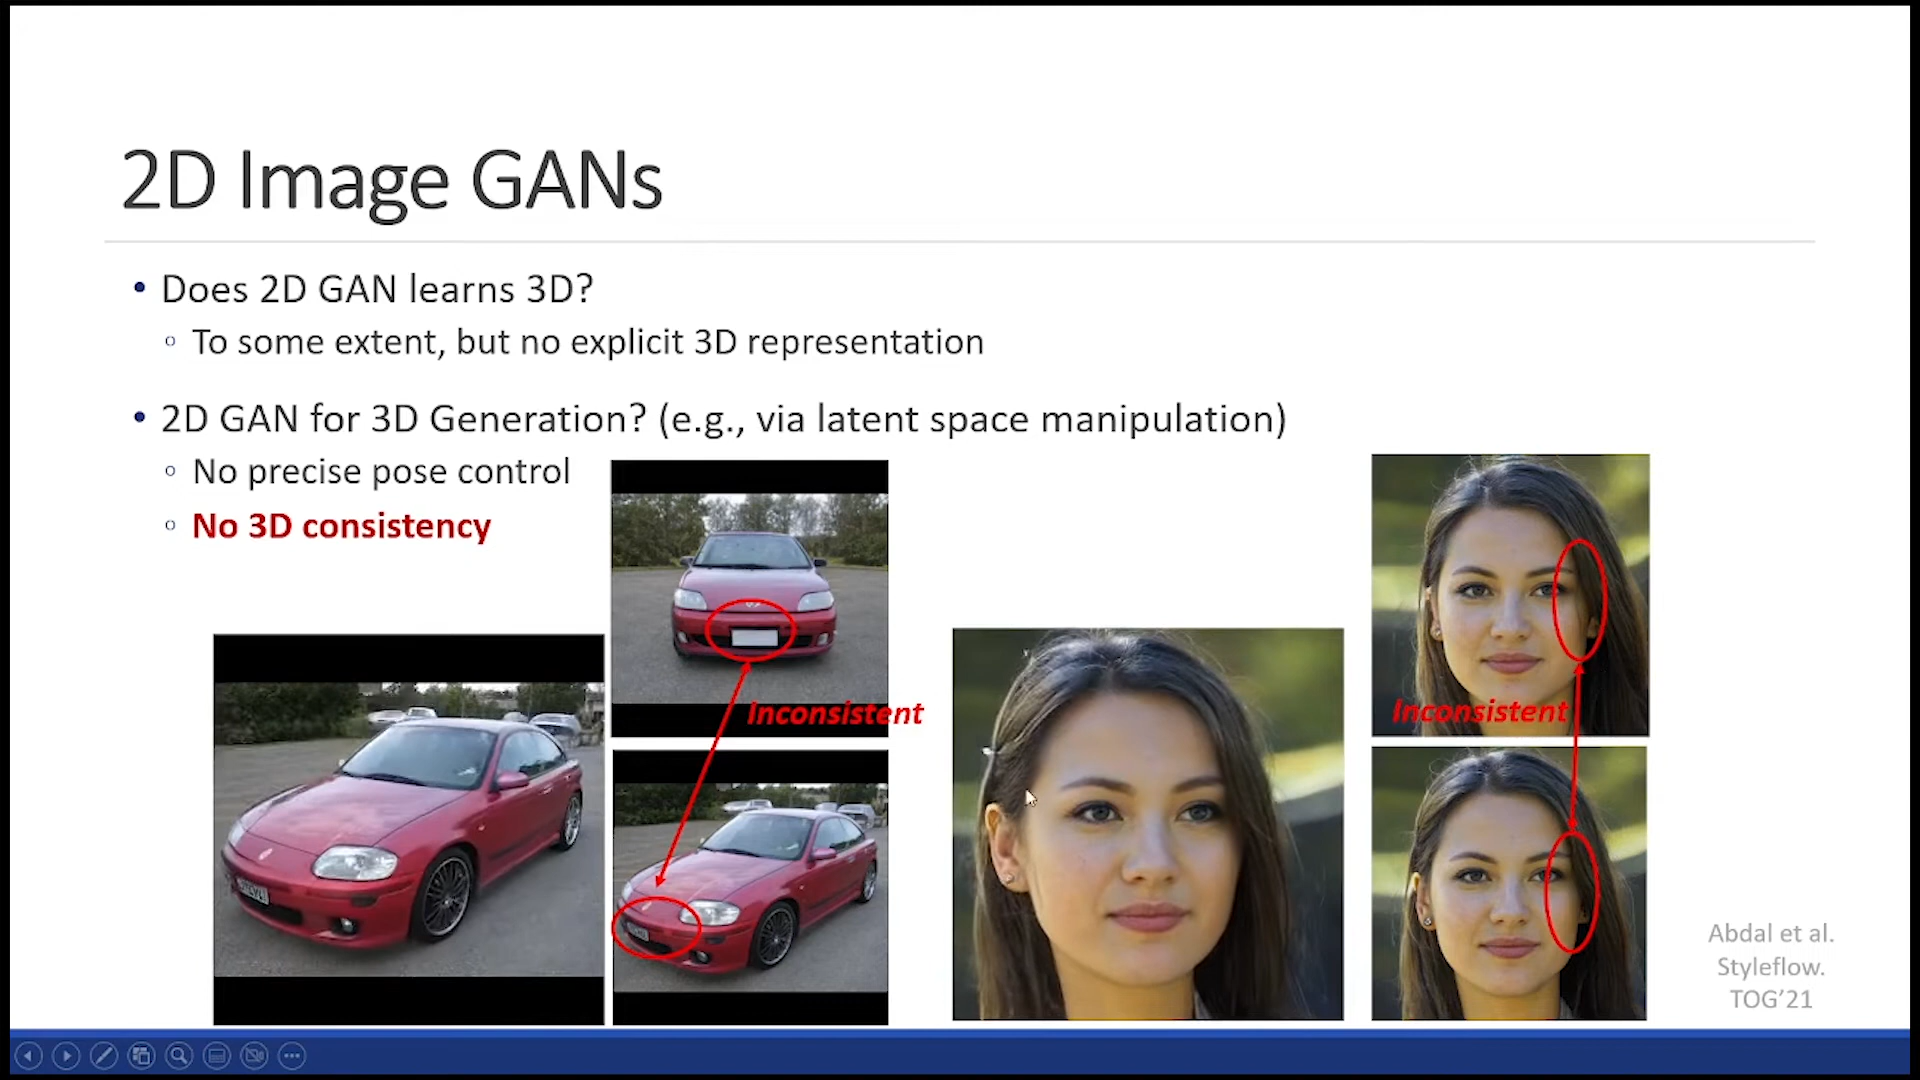 2D Image GANs
• Does 2D GAN learns 3D?
o To some extent, but no explicit 3D representation
• 2D GAN for 3D Generation? (e.g., via latent space manipulation)
o No precise pose control
o No 3D consistency
Inconsistent
Inconsistent
Abdal et al.
Styleflow.
TOG'21